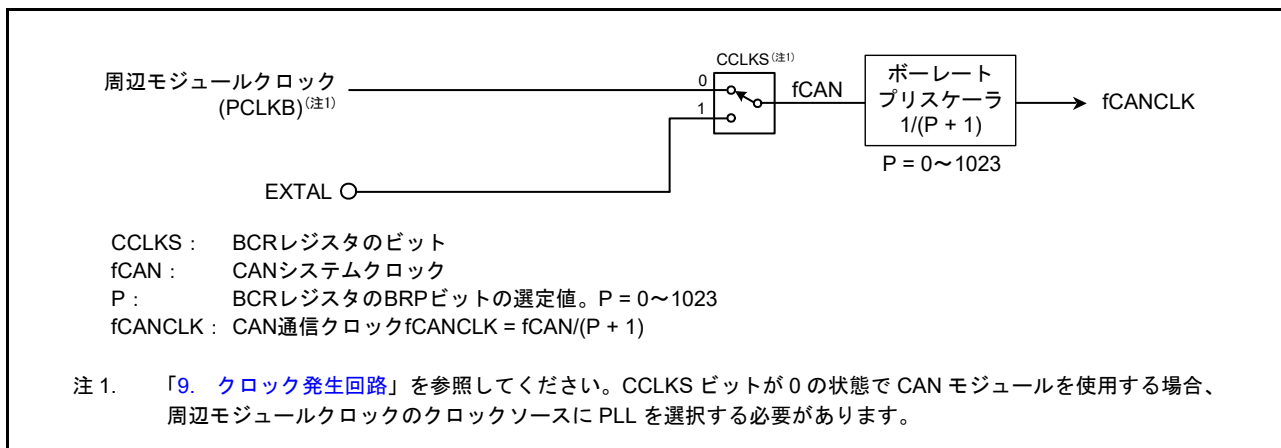 CCLKS(注1)
周辺モジュールクロック
(PCLKB)(注1)
0
1
fCAN
ボーレート
プリスケーラ
1/(P + 1)
fCANCLK
P = 0～1023
EXTAL
CCLKS : BCRレジスタのビット
fCAN : CANシステムクロック
P : BCRレジスタのBRPビットの選定値。P = 0～1023
fCANCLK : CAN通信クロックfCANCLK = fCAN/(P + 1)
注 1. 「9. クロック発生回路」を参照してください。CCLKS ビットが 0 の状態で CAN モジュールを使用する場合、
周辺モジュールクロックのクロックソースに PLL を選択する必要があります。